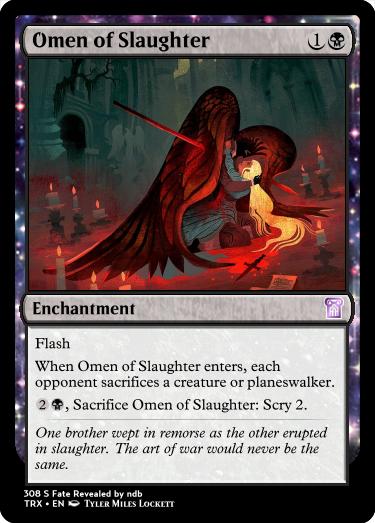 Omen of Slaughter 1
Enchantment
Flash
When Omen of Slaughter enters, each
opponent sacrifices a creature or planeswalker.
2 , Sacrifice Omen of Slaughter: Scry 2.
One brother wept in remorse as the other erupted
in slaughter. The art of war would never be the
same.
308 S Fate Revealed by ndb
TRX • EN Tyler Miles Lockett